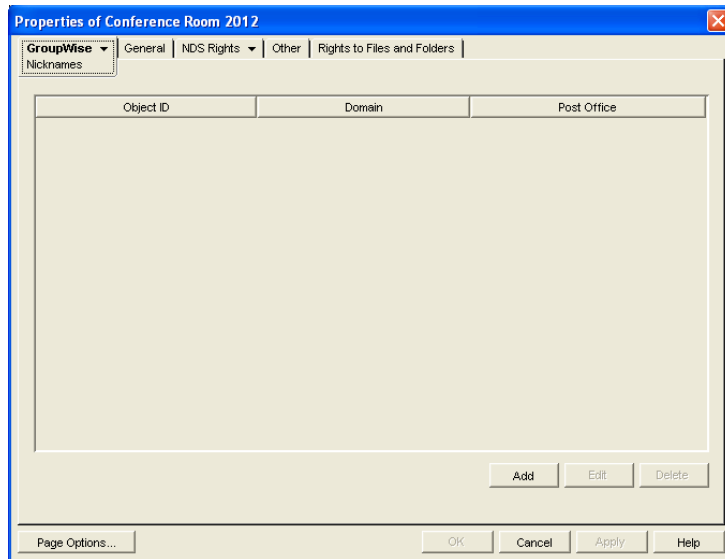 Properties of Conference Room 2012
GroupWise General NDS Rights Other Rights to Files and Folders
Nicknames
Object ID Domain Post Office
Add Edit Delete
Page Options... OK Cancel Apply Help